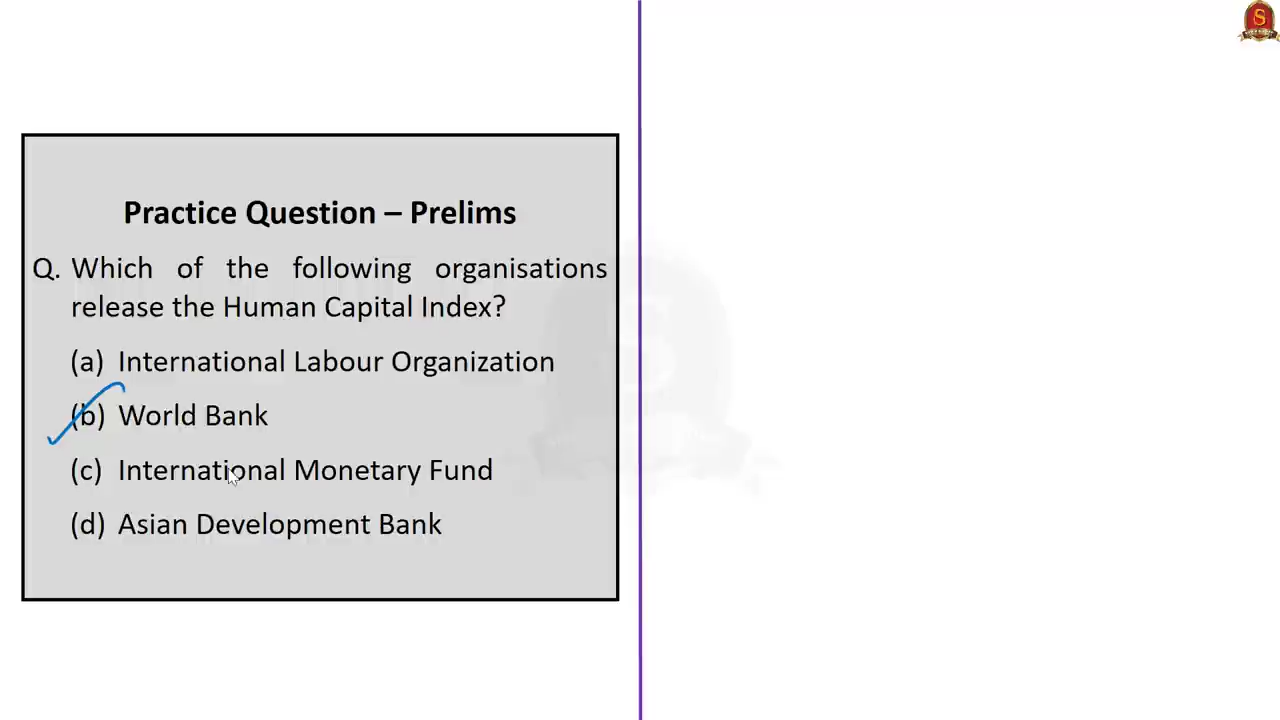 S
Practice Question – Prelims
Q. Which of the following organisations
release the Human Capital Index?
(a) International Labour Organization
(b) World Bank
(c) International Monetary Fund
(d) Asian Development Bank